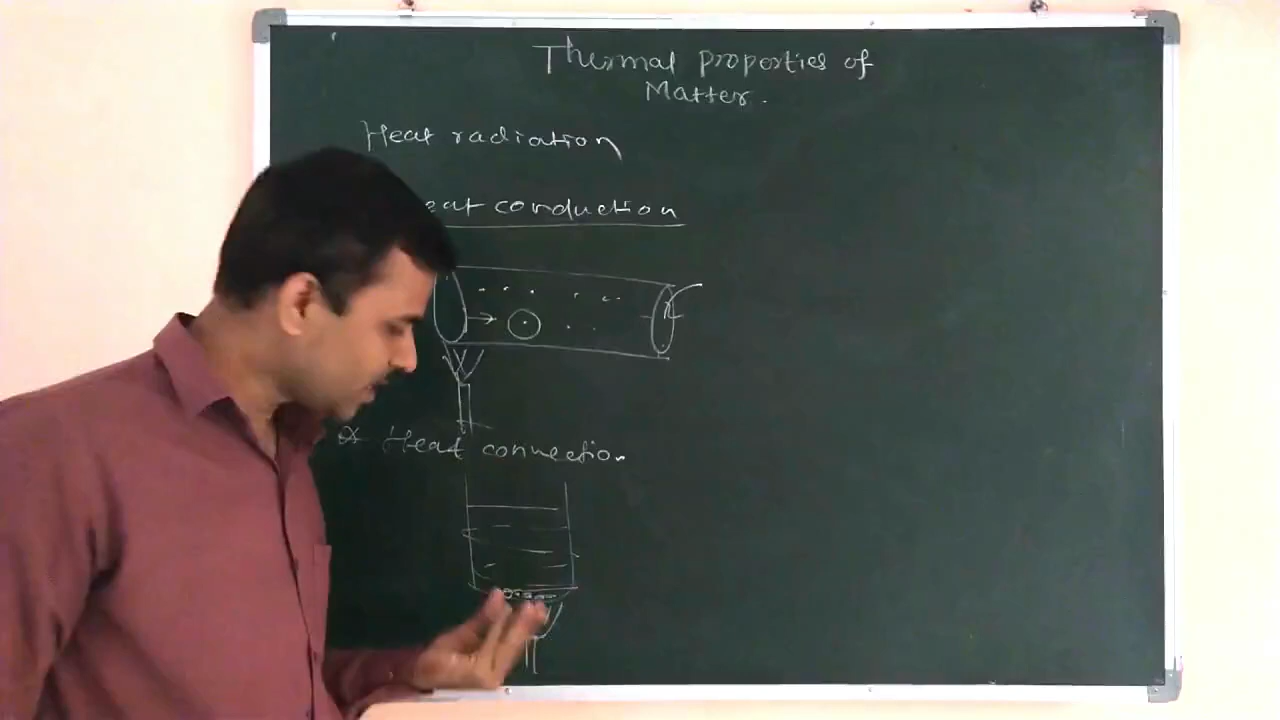 Thermal properties of
Matter.
Heat radiation
eat conduction
Heat convection